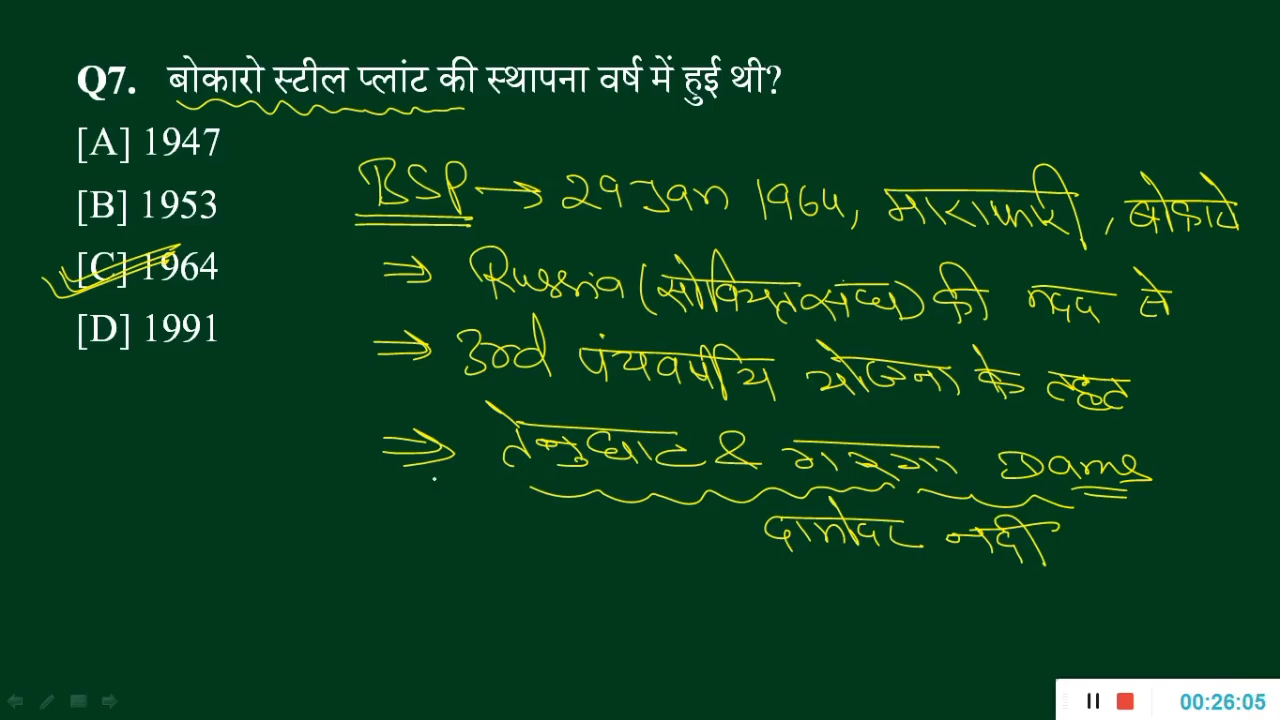 Q7. बोकारो स्टील प्लांट की स्थापना वर्ष में हुई थी?
[A] 1947
[B] 1953
[C] 1964
[D] 1991
BSP → 29 Jan 1964, माराफारी, बोकारो
⇒ Russia (सोवियत संघ) की मदद से
⇒ 3rd पंचवर्षीय योजना के तहत
⇒ तेनुघाट & गरगा Dams
दामोदर नदी
00:26:05